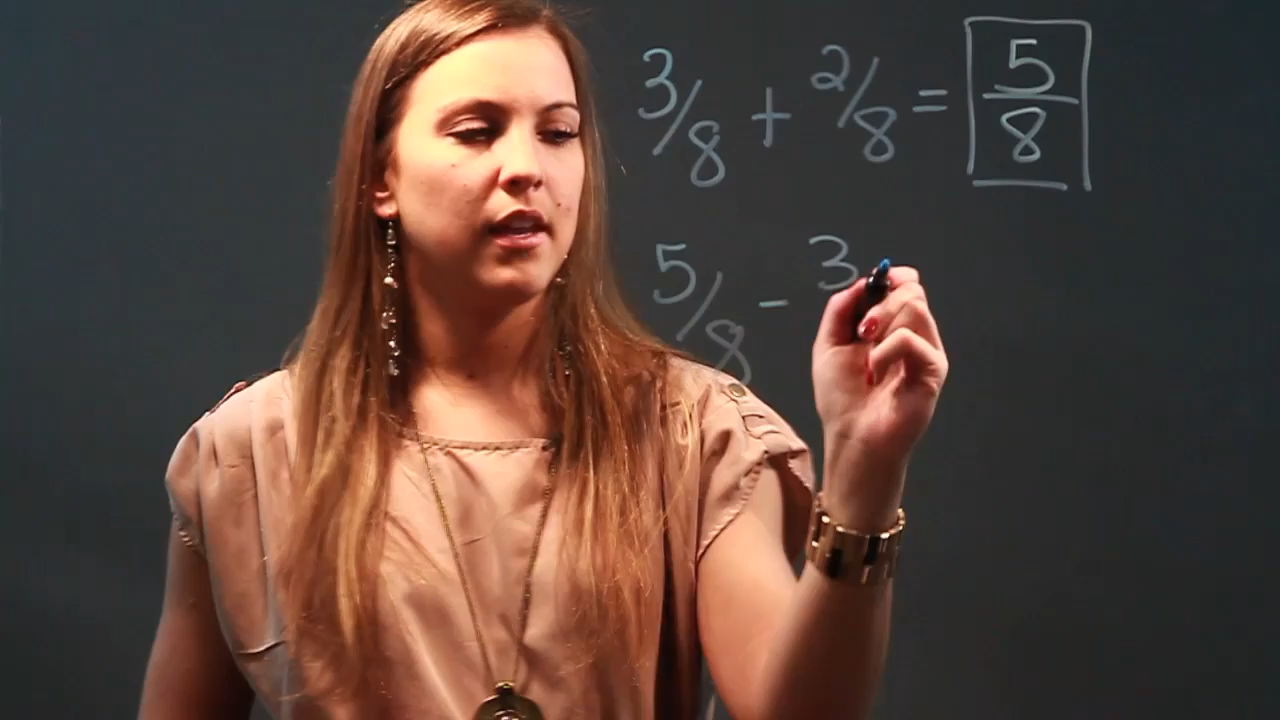 3/8 + 2/8 = 5/8
5/8 - 3